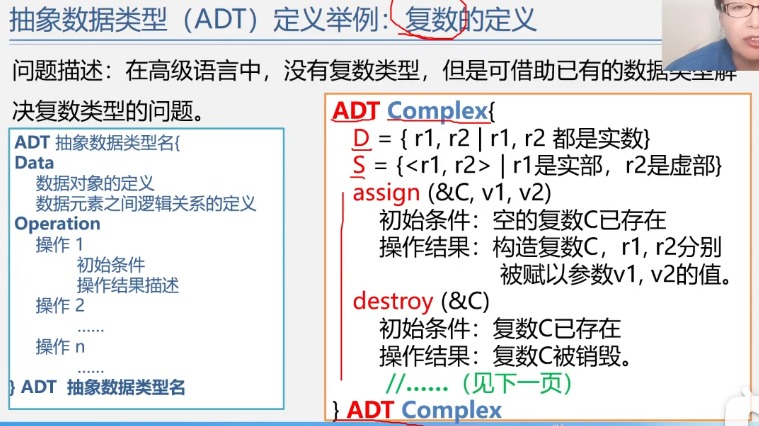 抽象数据类型（ADT）定义举例：复数的定义
问题描述：在高级语言中，没有复数类型，但是可借助已有的数据类型解
决复数类型的问题。
ADT 抽象数据类型名{
Data
数据对象的定义
数据元素之间逻辑关系的定义
Operation
操作 1
初始条件
操作结果描述
操作 2
......
操作 n
......
} ADT 抽象数据类型名
ADT Complex{
D = { r1, r2 | r1, r2 都是实数}
S = {<r1, r2> | r1是实部，r2是虚部}
assign (&C, v1, v2)
初始条件：空的复数C已存在
操作结果：构造复数C，r1, r2分别
被赋以参数v1, v2的值。
destroy (&C)
初始条件：复数C已存在
操作结果：复数C被销毁。
//......（见下一页）
} ADT Complex